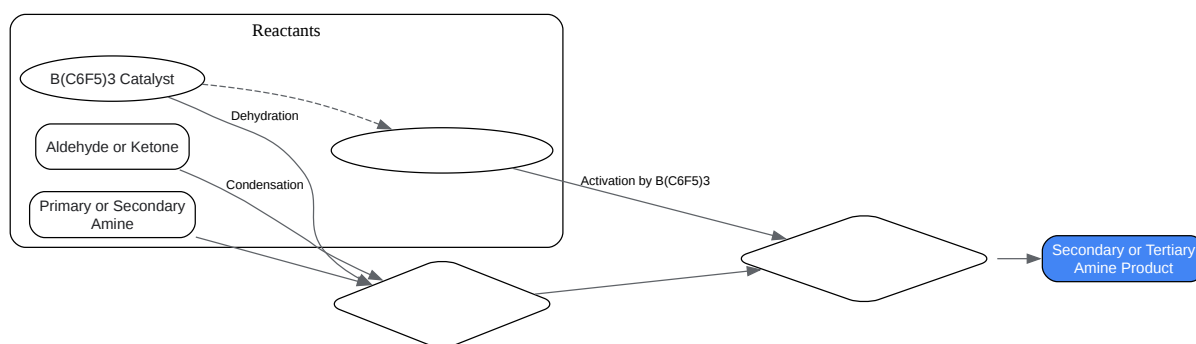 Reactants
B(C6F5)3 Catalyst
Dehydration
Aldehyde or Ketone
Condensation
Activation by B(C6F5)3
Primary or Secondary
Amine
Secondary or Tertiary
Amine Product